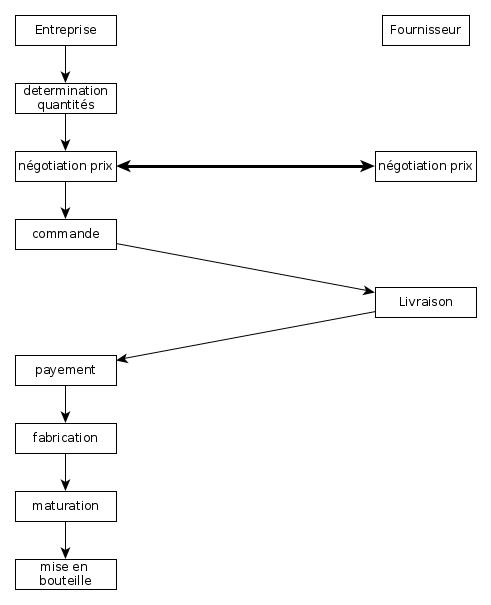 Entreprise
Fournisseur
determination
quantités
négotiation prix
négotiation prix
commande
Livraison
payement
fabrication
maturation
mise en
bouteille